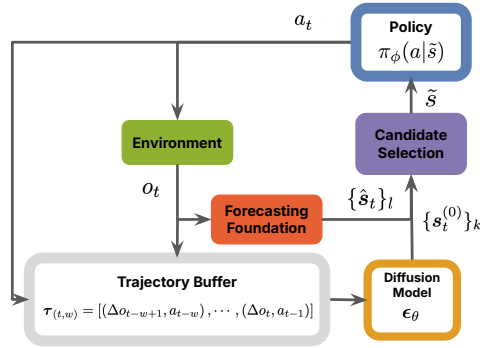 a_t
Policy
π_ϕ(a|s̃)
s̃
Environment
Candidate
Selection
o_t
{ŝ_t}_l
{s_t^{(0)}}_k
Forecasting
Foundation
Trajectory Buffer
τ_{(t,w)} = [(Δo_{t−w+1}, a_{t−w}), ⋯, (Δo_t, a_{t−1})]
Diffusion
Model
ϵ_θ